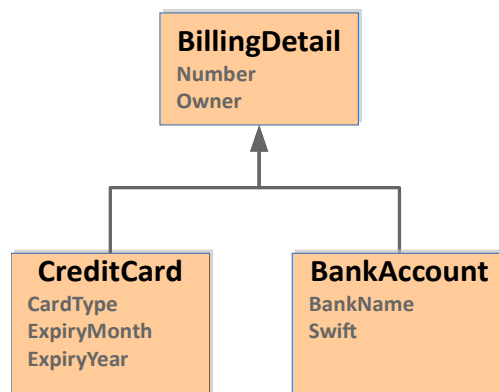 BillingDetail
Number
Owner
CreditCard
CardType
ExpiryMonth
ExpiryYear
BankAccount
BankName
Swift